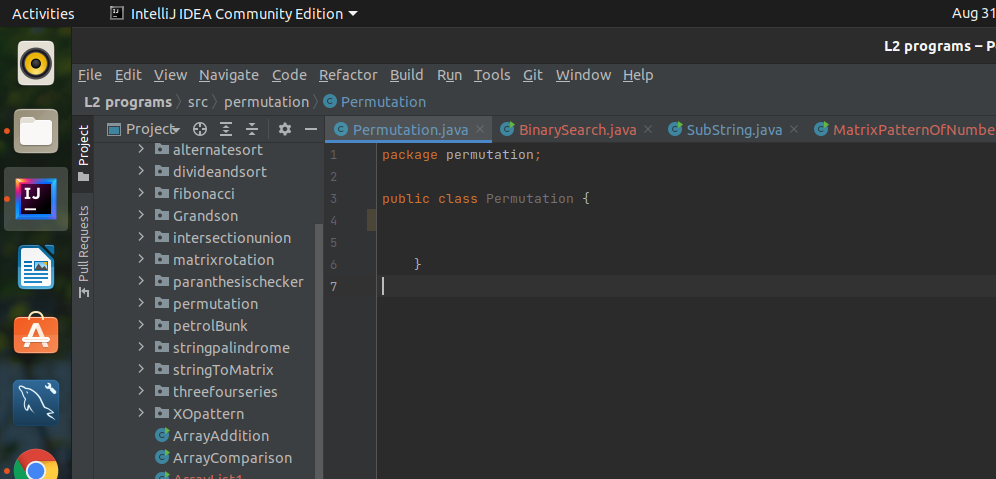 Activities
IntelliJ IDEA Community Edition
Aug 31
L2 programs – P
File Edit View Navigate Code Refactor Build Run Tools Git Window Help
L2 programs src permutation Permutation
Project
Pull Requests
Project
alternatesort
divideandsort
fibonacci
Grandson
intersectionunion
matrixrotation
paranthesischecker
permutation
petrolBunk
stringpalindrome
stringToMatrix
threefourseries
XOpattern
ArrayAddition
ArrayComparison
ArrayList1
Permutation.java BinarySearch.java SubString.java MatrixPatternOfNumbe
1 package permutation;
2
3 public class Permutation {
4
5
6 }
7
IJ